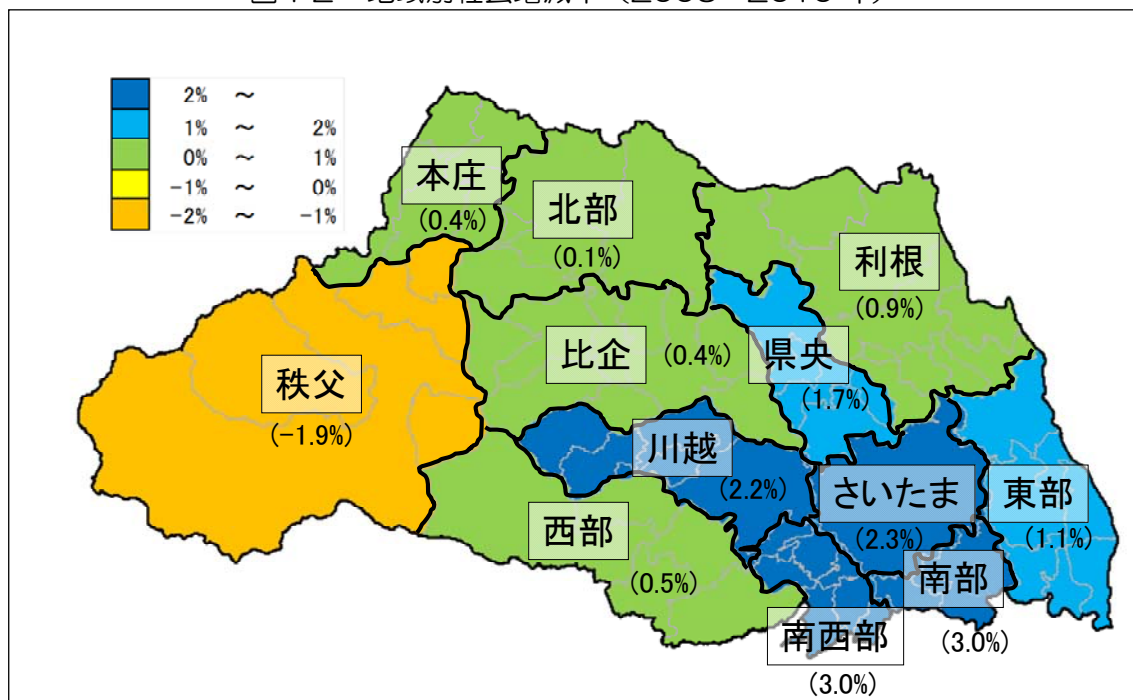 2% ~
1% ~ 2%
0% ~ 1%
-1% ~ 0%
-2% ~ -1%
本庄
(0.4%)
北部
(0.1%)
利根
(0.9%)
秩父
(-1.9%)
比企 (0.4%)
県央
(1.7%)
川越
(2.2%)
さいたま
(2.3%)
東部
(1.1%)
西部
(0.5%)
南部
(3.0%)
南西部
(3.0%)